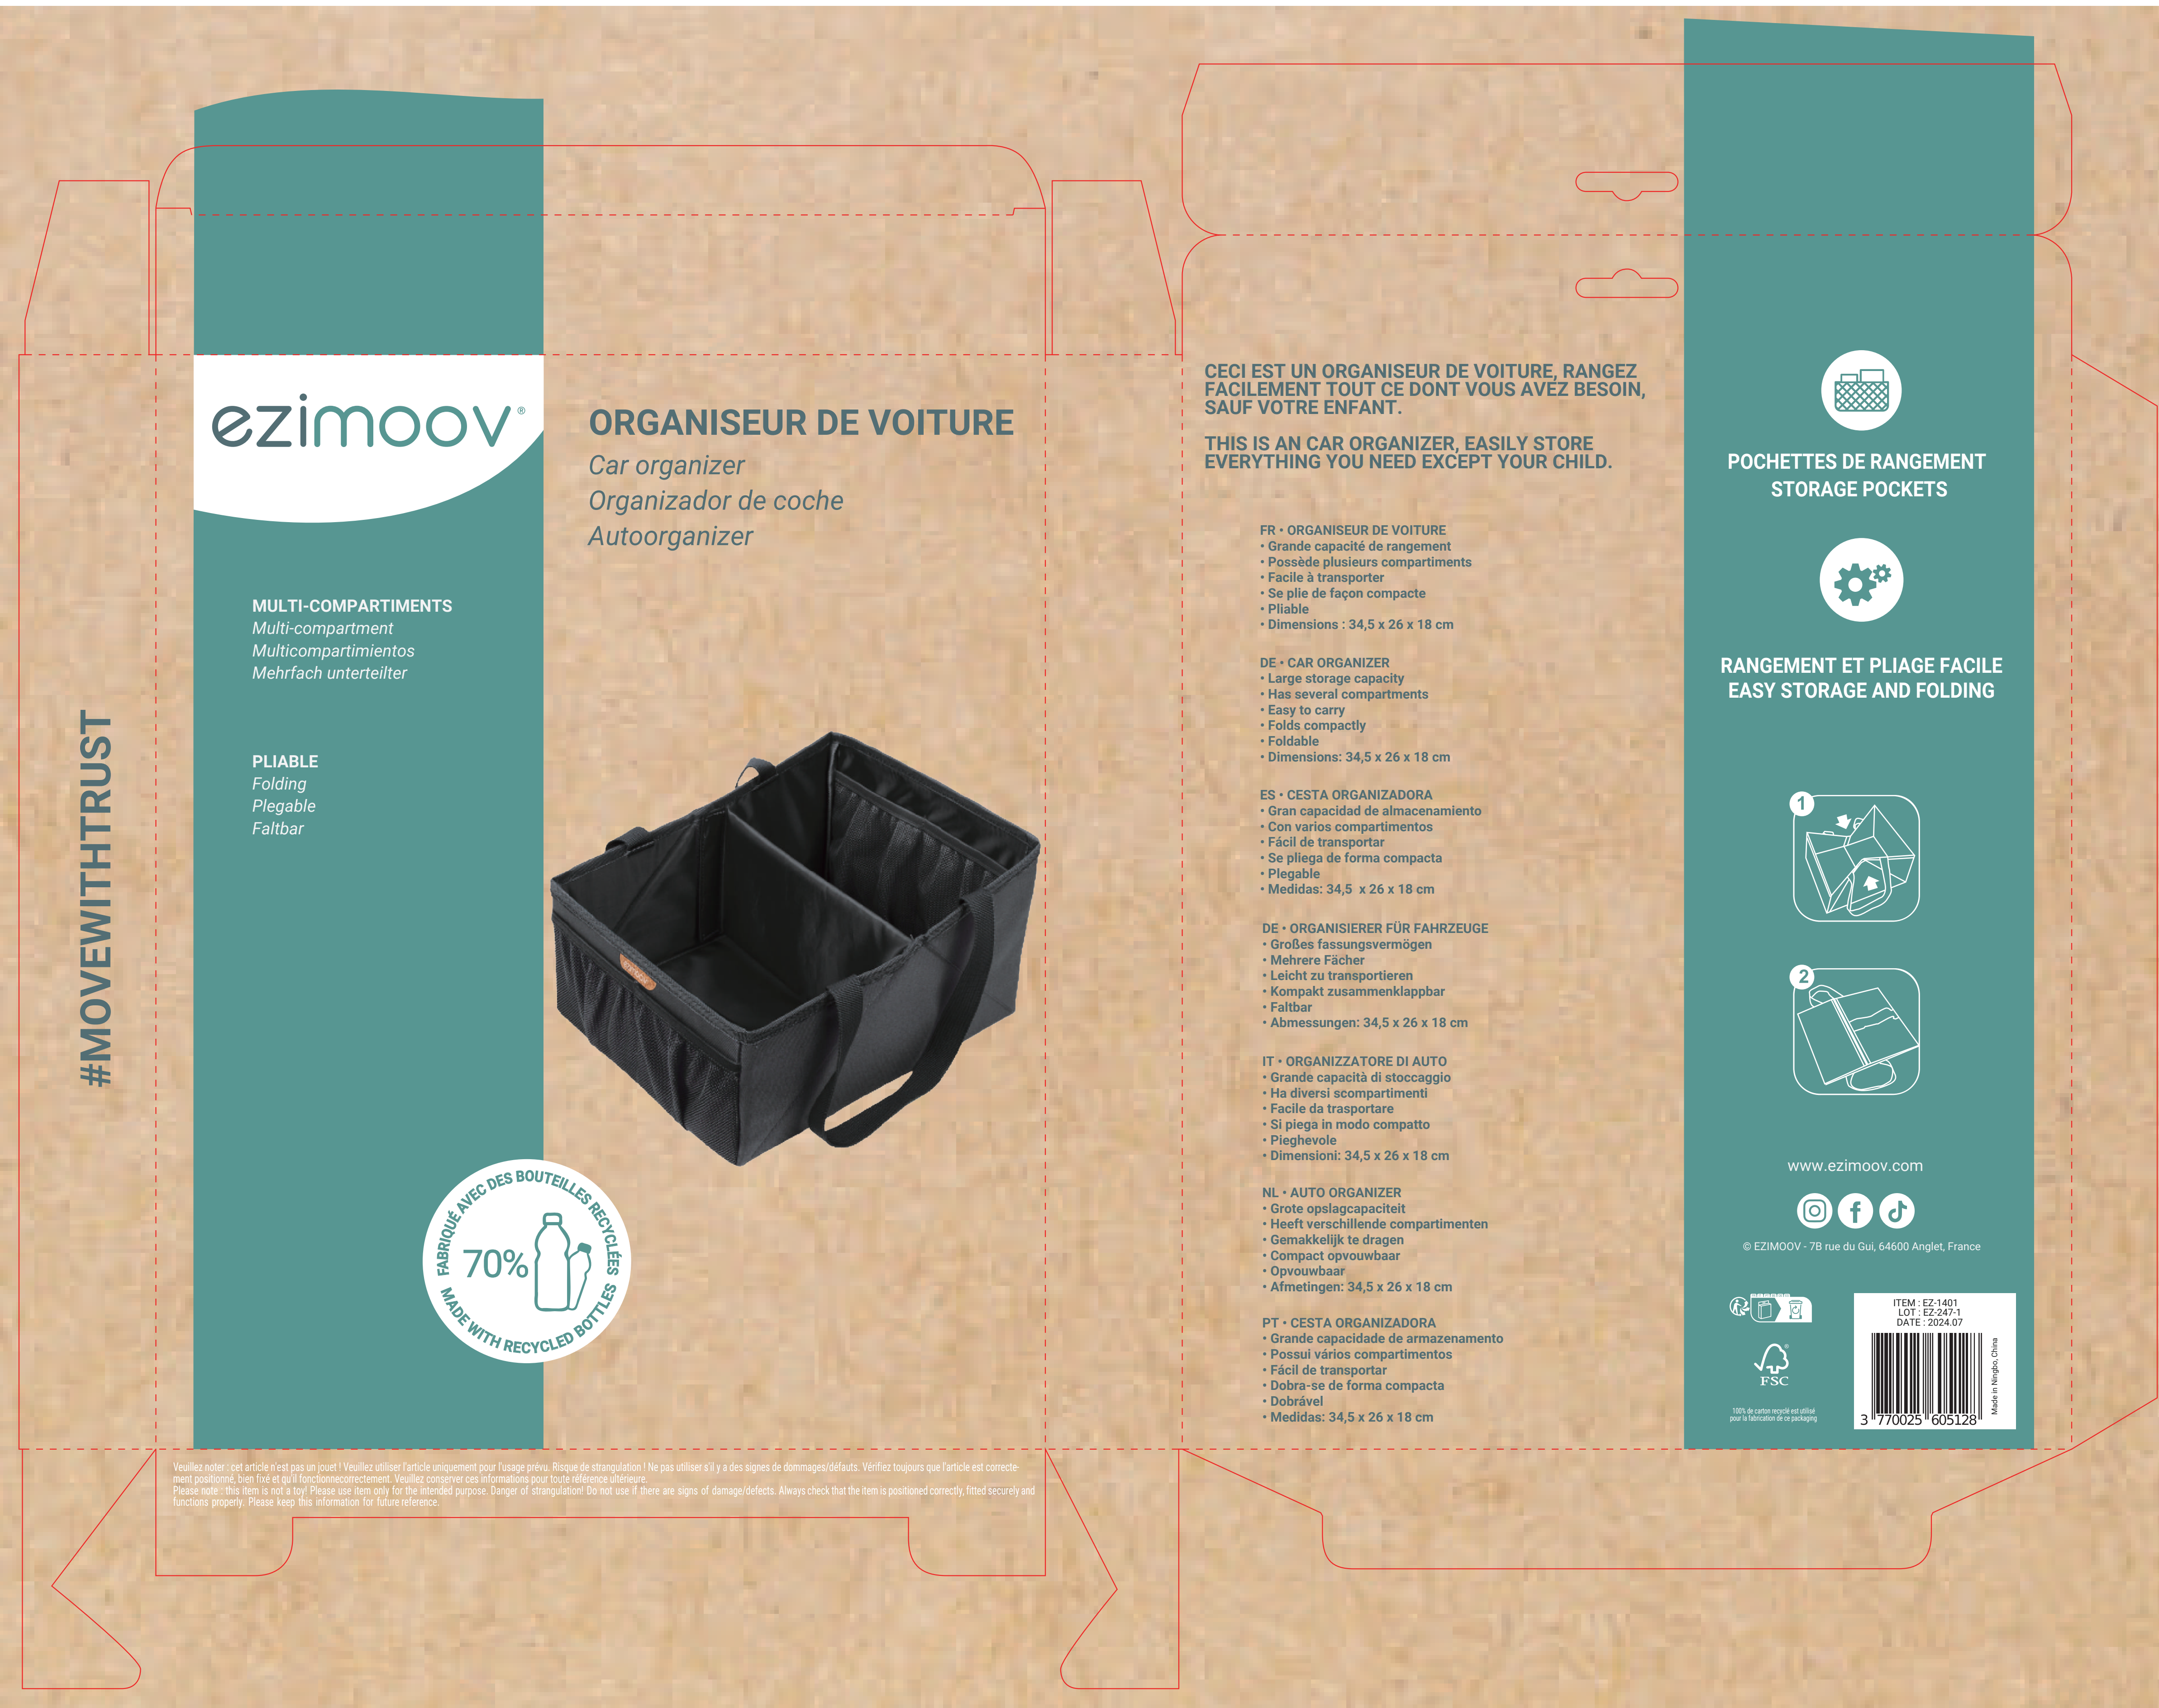 #MOVEWITHTRUST
ezimoov®
MULTI-COMPARTIMENTS
Multi-compartment
Multicompartimientos
Mehrfach unterteilter
PLIABLE
Folding
Plegable
Faltbar
FABRIQUÉ AVEC DES BOUTEILLES RECYCLÉES
70%
MADE WITH RECYCLED BOTTLES
ORGANISEUR DE VOITURE
Car organizer
Organizador de coche
Autoorganizer
ezimoov
Veuillez noter : cet article n'est pas un jouet ! Veuillez utiliser l'article uniquement pour l'usage prévu. Risque de strangulation ! Ne pas utiliser s'il y a des signes de dommages/défauts. Vérifiez toujours que l'article est correcte-
ment positionné, bien fixé et qu'il fonctionnecorrectement. Veuillez conserver ces informations pour toute référence ultérieure.
Please note : this item is not a toy! Please use item only for the intended purpose. Danger of strangulation! Do not use if there are signs of damage/defects. Always check that the item is positioned correctly, fitted securely and
functions properly. Please keep this information for future reference.
CECI EST UN ORGANISEUR DE VOITURE, RANGEZ
FACILEMENT TOUT CE DONT VOUS AVEZ BESOIN,
SAUF VOTRE ENFANT.
THIS IS AN CAR ORGANIZER, EASILY STORE
EVERYTHING YOU NEED EXCEPT YOUR CHILD.
FR • ORGANISEUR DE VOITURE
• Grande capacité de rangement
• Possède plusieurs compartiments
• Facile à transporter
• Se plie de façon compacte
• Pliable
• Dimensions : 34,5 x 26 x 18 cm
DE • CAR ORGANIZER
• Large storage capacity
• Has several compartments
• Easy to carry
• Folds compactly
• Foldable
• Dimensions: 34,5 x 26 x 18 cm
ES • CESTA ORGANIZADORA
• Gran capacidad de almacenamiento
• Con varios compartimentos
• Fácil de transportar
• Se pliega de forma compacta
• Plegable
• Medidas: 34,5 x 26 x 18 cm
DE • ORGANISIERER FÜR FAHRZEUGE
• Großes fassungsvermögen
• Mehrere Fächer
• Leicht zu transportieren
• Kompakt zusammenklappbar
• Faltbar
• Abmessungen: 34,5 x 26 x 18 cm
IT • ORGANIZZATORE DI AUTO
• Grande capacità di stoccaggio
• Ha diversi scompartimenti
• Facile da trasportare
• Si piega in modo compatto
• Pieghevole
• Dimensioni: 34,5 x 26 x 18 cm
NL • AUTO ORGANIZER
• Grote opslagcapaciteit
• Heeft verschillende compartimenten
• Gemakkelijk te dragen
• Compact opvouwbaar
• Opvouwbaar
• Afmetingen: 34,5 x 26 x 18 cm
PT • CESTA ORGANIZADORA
• Grande capacidade de armazenamento
• Possui vários compartimentos
• Fácil de transportar
• Dobra-se de forma compacta
• Dobrável
• Medidas: 34,5 x 26 x 18 cm
POCHETTES DE RANGEMENT
STORAGE POCKETS
RANGEMENT ET PLIAGE FACILE
EASY STORAGE AND FOLDING
1
2
www.ezimoov.com
© EZIMOOV - 7B rue du Gui, 64600 Anglet, France
FSC
100% de carton recyclé est utilisé
pour la fabrication de ce packaging
ITEM : EZ-1401
LOT : EZ-247-1
DATE : 2024.07
3 770025 605128
Made in Ningbo, China